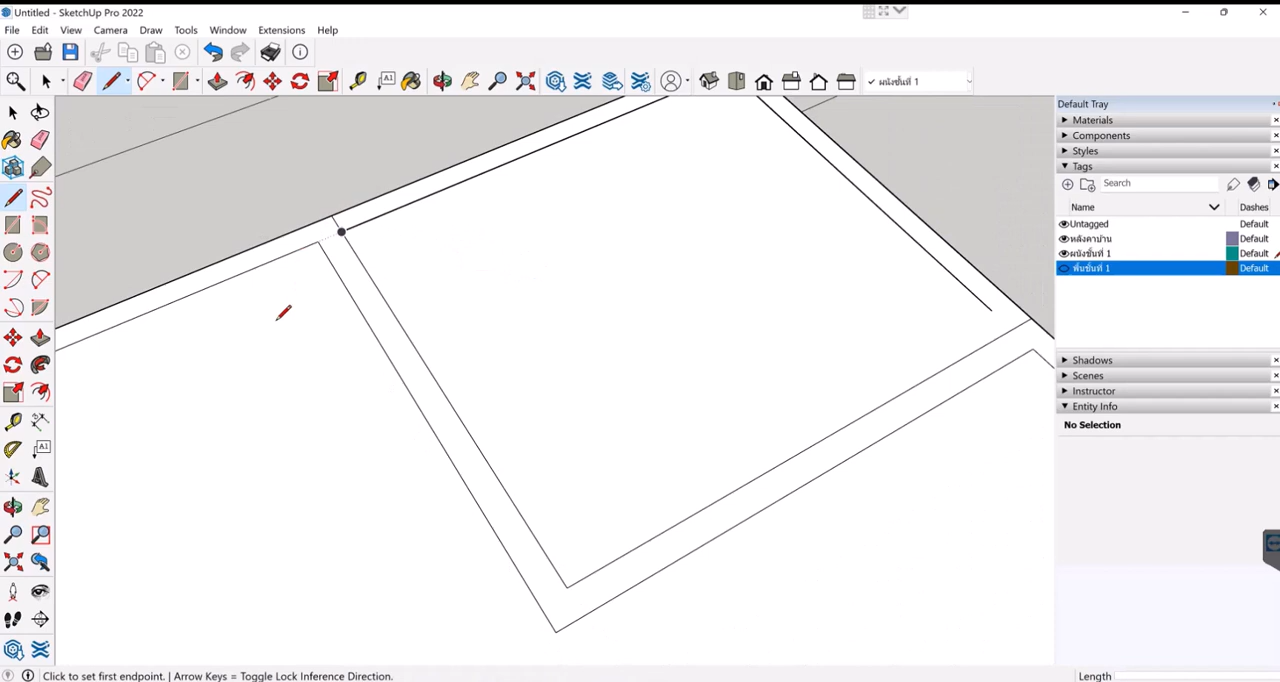 Untitled - SketchUp Pro 2022
File Edit View Camera Draw Tools Window Extensions Help
A1
✓ ผนังชั้นที่ 1
Default Tray
Materials
Components
Styles
Tags
Search
Name Dashes
Untagged Default
หลังคาบ้าน Default
ผนังชั้นที่ 1 Default
พื้นชั้นที่ 1 Default
Shadows
Scenes
Instructor
Entity Info
No Selection
A1
Click to set first endpoint. | Arrow Keys = Toggle Lock Inference Direction. Length